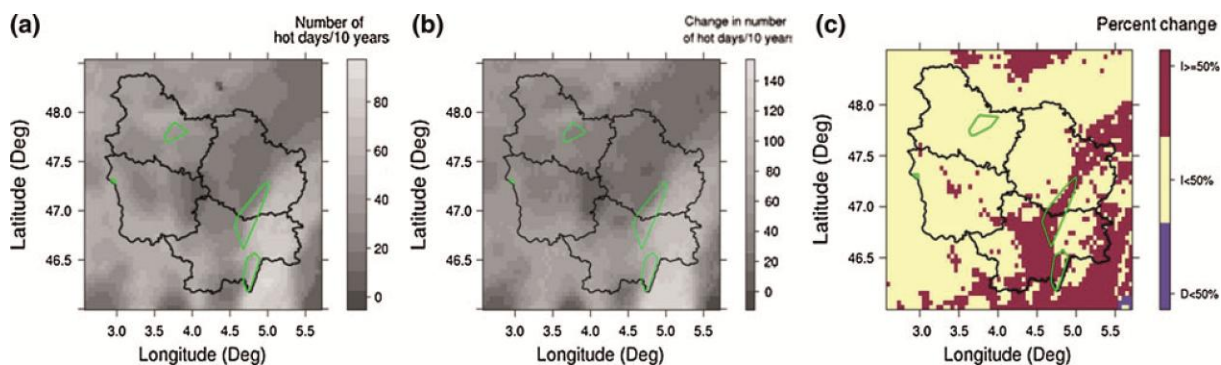 (a)
Number of
hot days/10 years
Latitude (Deg)
48.0
47.5
47.0
46.5
3.0 3.5 4.0 4.5 5.0 5.5
Longitude (Deg)
80
60
40
20
0
(b)
Change in number
of hot days/10 years
Latitude (Deg)
48.0
47.5
47.0
46.5
3.0 3.5 4.0 4.5 5.0 5.5
Longitude (Deg)
140
120
100
80
60
40
20
0
(c)
Percent change
Latitude (Deg)
48.0
47.5
47.0
46.5
3.0 3.5 4.0 4.5 5.0 5.5
Longitude (Deg)
I>=50%
I<50%
D<50%